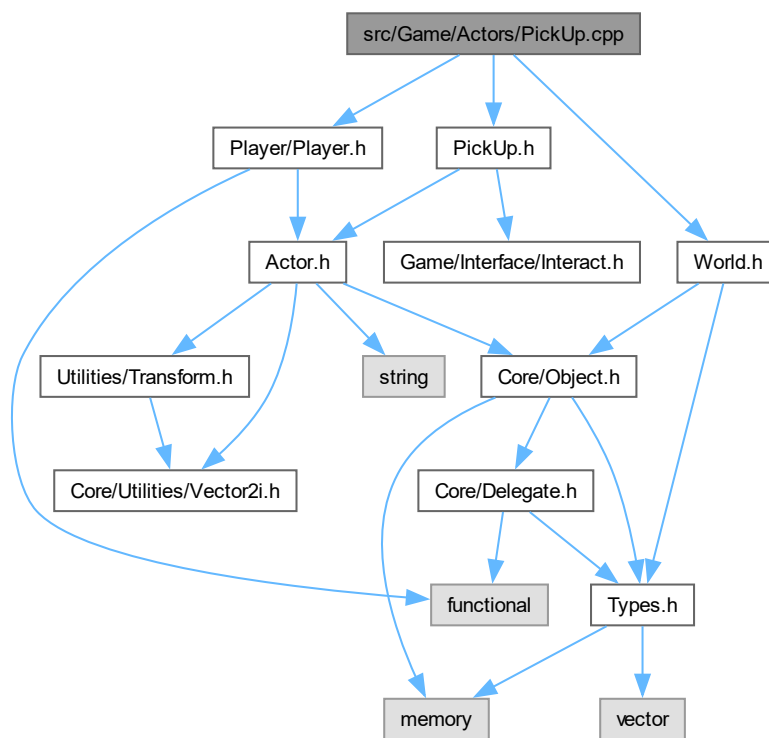 src/Game/Actors/PickUp.cpp
Player/Player.h
PickUp.h
Actor.h
Game/Interface/Interact.h
World.h
Utilities/Transform.h
string
Core/Object.h
Core/Utilities/Vector2i.h
Core/Delegate.h
functional
Types.h
memory
vector